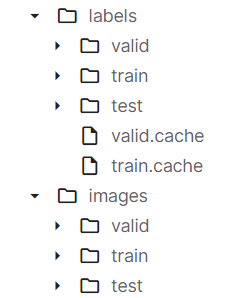 labels
valid
train
test
valid.cache
train.cache
images
valid
train
test